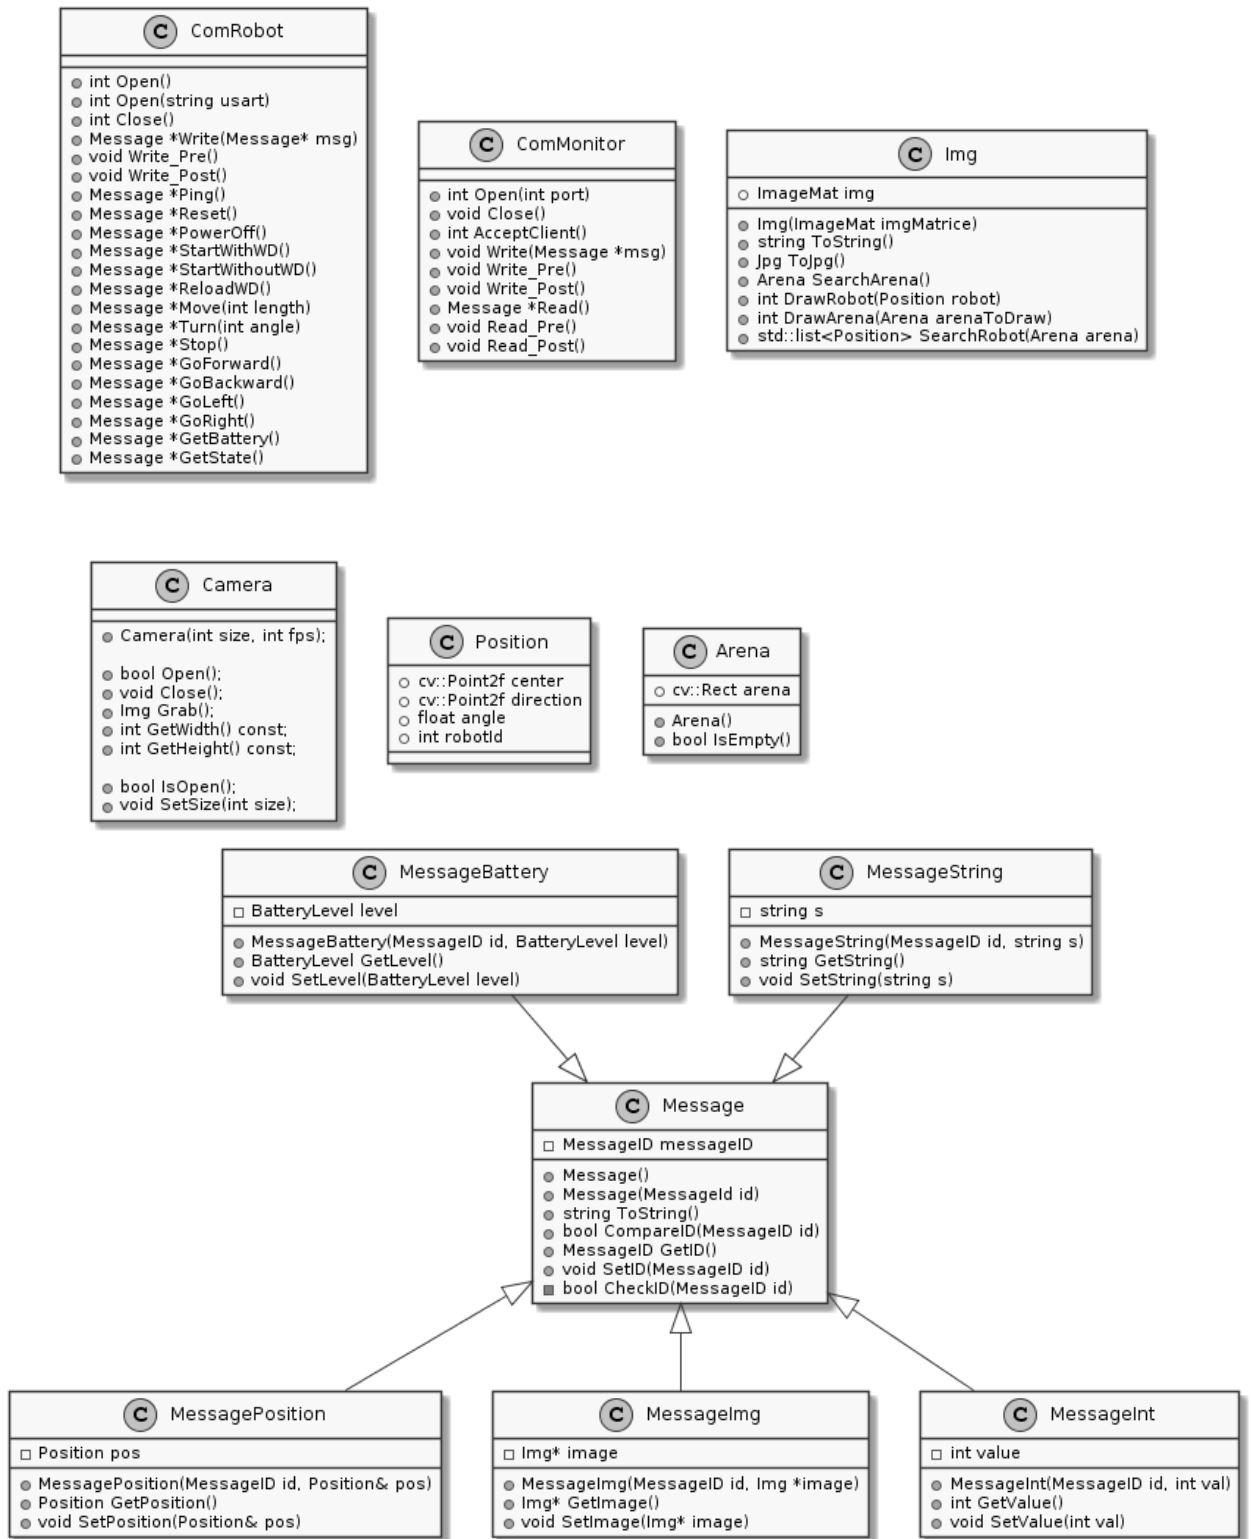 C ComRobot
int Open()
int Open(string usart)
int Close()
Message *Write(Message* msg)
void Write_Pre()
void Write_Post()
Message *Ping()
Message *Reset()
Message *PowerOff()
Message *StartWithWD()
Message *StartWithoutWD()
Message *ReloadWD()
Message *Move(int length)
Message *Turn(int angle)
Message *Stop()
Message *GoForward()
Message *GoBackward()
Message *GoLeft()
Message *GoRight()
Message *GetBattery()
Message *GetState()
C ComMonitor
int Open(int port)
void Close()
int AcceptClient()
void Write(Message *msg)
void Write_Pre()
void Write_Post()
Message *Read()
void Read_Pre()
void Read_Post()
C Img
ImageMat img
Img(ImageMat imgMatrice)
string ToString()
Jpg ToJpg()
Arena SearchArena()
int DrawRobot(Position robot)
int DrawArena(Arena arenaToDraw)
std::list<Position> SearchRobot(Arena arena)
C Camera
Camera(int size, int fps);
bool Open();
void Close();
Img Grab();
int GetWidth() const;
int GetHeight() const;
bool IsOpen();
void SetSize(int size);
C Position
cv::Point2f center
cv::Point2f direction
float angle
int robotId
C Arena
cv::Rect arena
Arena()
bool IsEmpty()
C MessageBattery
BatteryLevel level
MessageBattery(MessageID id, BatteryLevel level)
BatteryLevel GetLevel()
void SetLevel(BatteryLevel level)
C MessageString
string s
MessageString(MessageID id, string s)
string GetString()
void SetString(string s)
C Message
MessageID messageID
Message()
Message(MessageId id)
string ToString()
bool CompareID(MessageID id)
MessageID GetID()
void SetID(MessageID id)
bool CheckID(MessageID id)
C MessagePosition
Position pos
MessagePosition(MessageID id, Position& pos)
Position GetPosition()
void SetPosition(Position& pos)
C MessageImg
Img* image
MessageImg(MessageID id, Img *image)
Img* GetImage()
void SetImage(Img* image)
C MessageInt
int value
MessageInt(MessageID id, int val)
int GetValue()
void SetValue(int val)